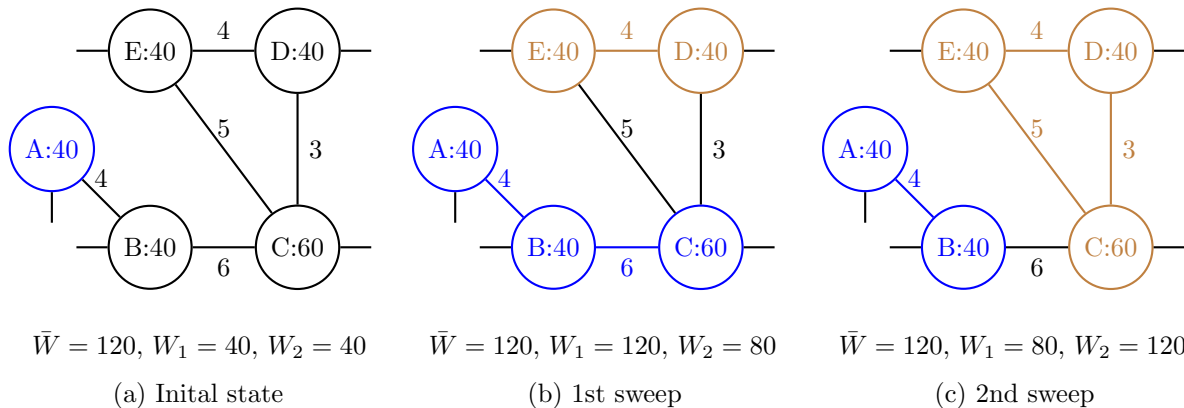 4
E:40
D:40
5
3
A:40
4
B:40
C:60
6
W̄ = 120, W₁ = 40, W₂ = 40
(a) Inital state
4
E:40
D:40
5
3
A:40
4
B:40
C:60
6
W̄ = 120, W₁ = 120, W₂ = 80
(b) 1st sweep
4
E:40
D:40
5
3
A:40
4
B:40
C:60
6
W̄ = 120, W₁ = 80, W₂ = 120
(c) 2nd sweep